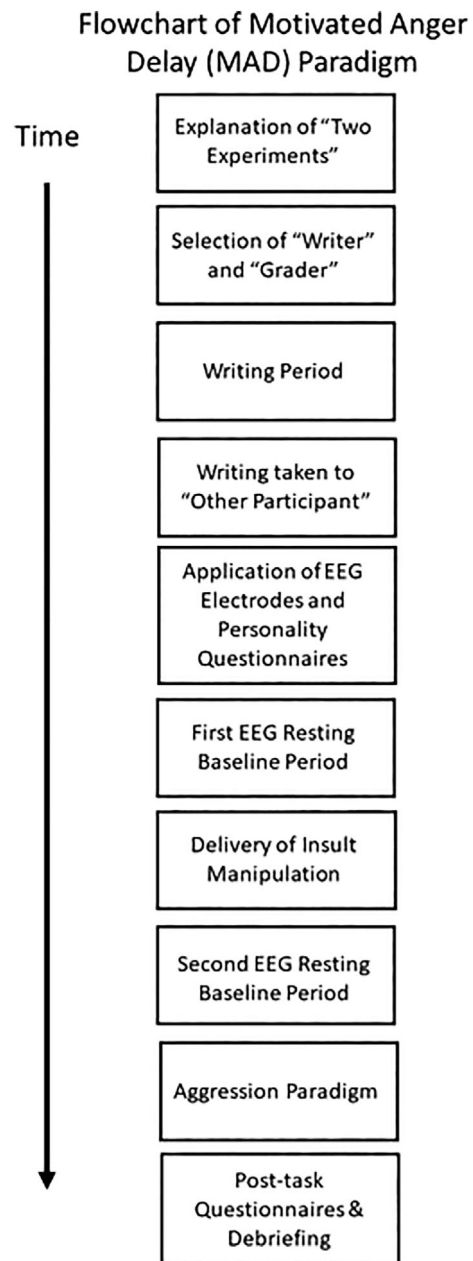 Flowchart of Motivated Anger
Delay (MAD) Paradigm
Time
Explanation of “Two
Experiments”
Selection of “Writer”
and “Grader”
Writing Period
Writing taken to
“Other Participant”
Application of EEG
Electrodes and
Personality
Questionnaires
First EEG Resting
Baseline Period
Delivery of Insult
Manipulation
Second EEG Resting
Baseline Period
Aggression Paradigm
Post-task
Questionnaires &
Debriefing